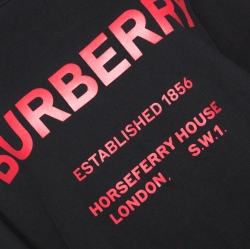 BURBERRY
ESTABLISHED 1856
HORSEFERRY HOUSE
LONDON, S.W.1.